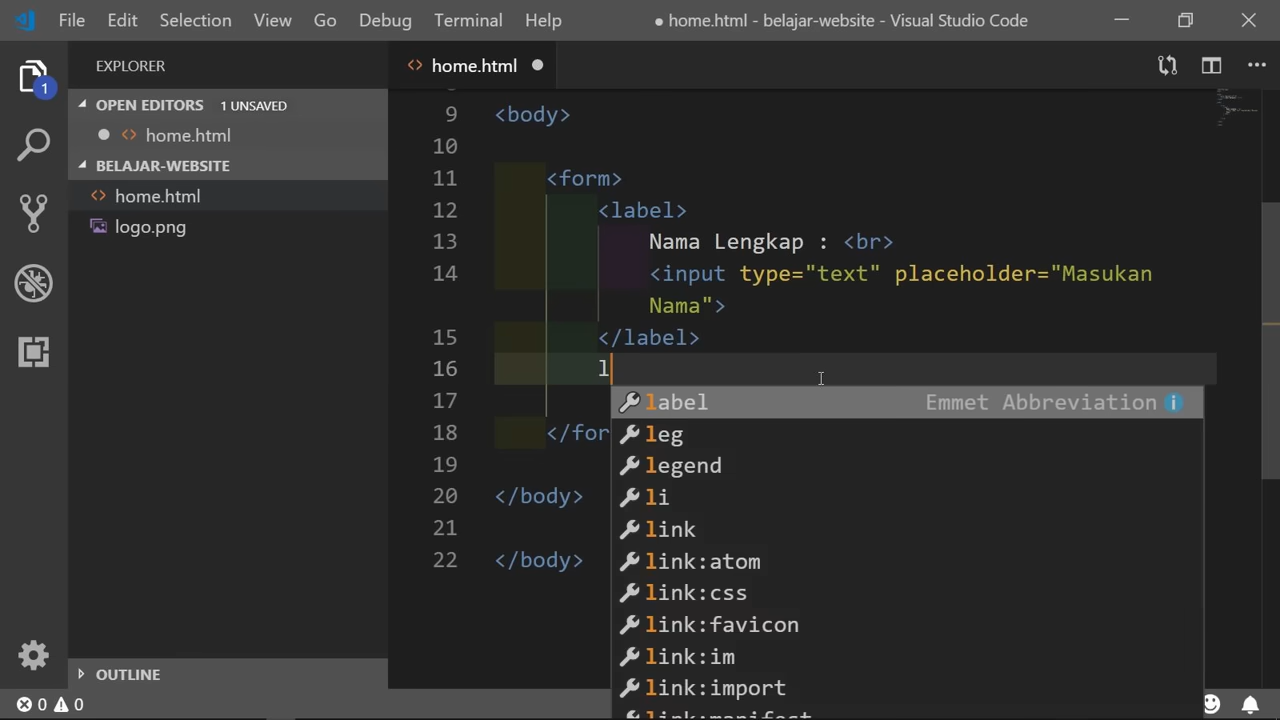 File Edit Selection View Go Debug Terminal Help ● home.html - belajar-website - Visual Studio Code
EXPLORER
home.html
OPEN EDITORS 1 UNSAVED
home.html
BELAJAR-WEBSITE
home.html
logo.png
OUTLINE
1
9 <body>
10
11 <form>
12 <label>
13 Nama Lengkap : <br>
14 <input type="text" placeholder="Masukan
Nama">
15 </label>
16 l
17
18 </for
19
20 </body>
21
22 </body>
label Emmet Abbreviation
leg
legend
li
link
link:atom
link:css
link:favicon
link:im
link:import
link:manifest
0 0